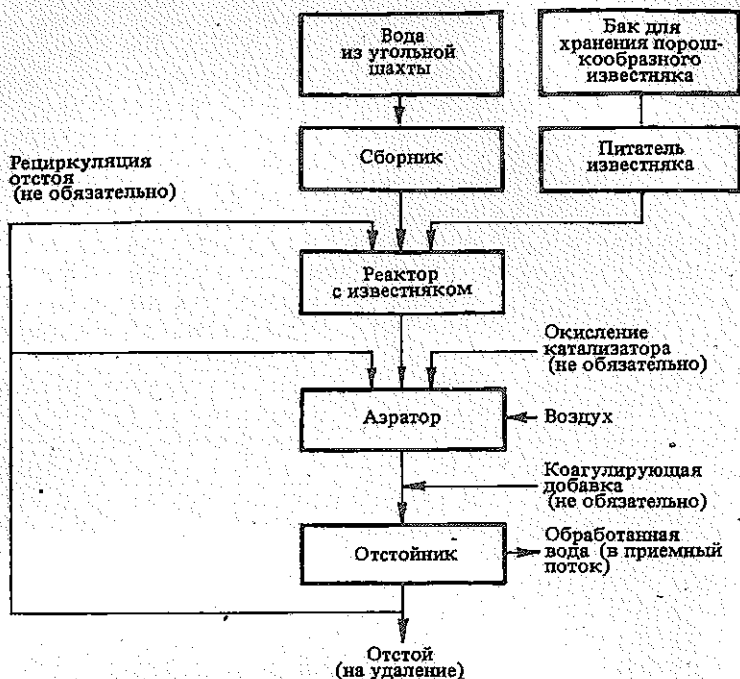 Вода
из угольной
шахты
Бак для
хранения порош-
кообразного
известняка
Сборник
Питатель
известняка
Рециркуляция
отстоя
(не обязательно)
Реактор
с известняком
Окисление
катализатора
(не обязательно)
Аэратор
Воздух
Коагулирующая
добавка
(не обязательно)
Отстойник
Обработанная
вода (в приемный
поток)
Отстой
(на удаление)